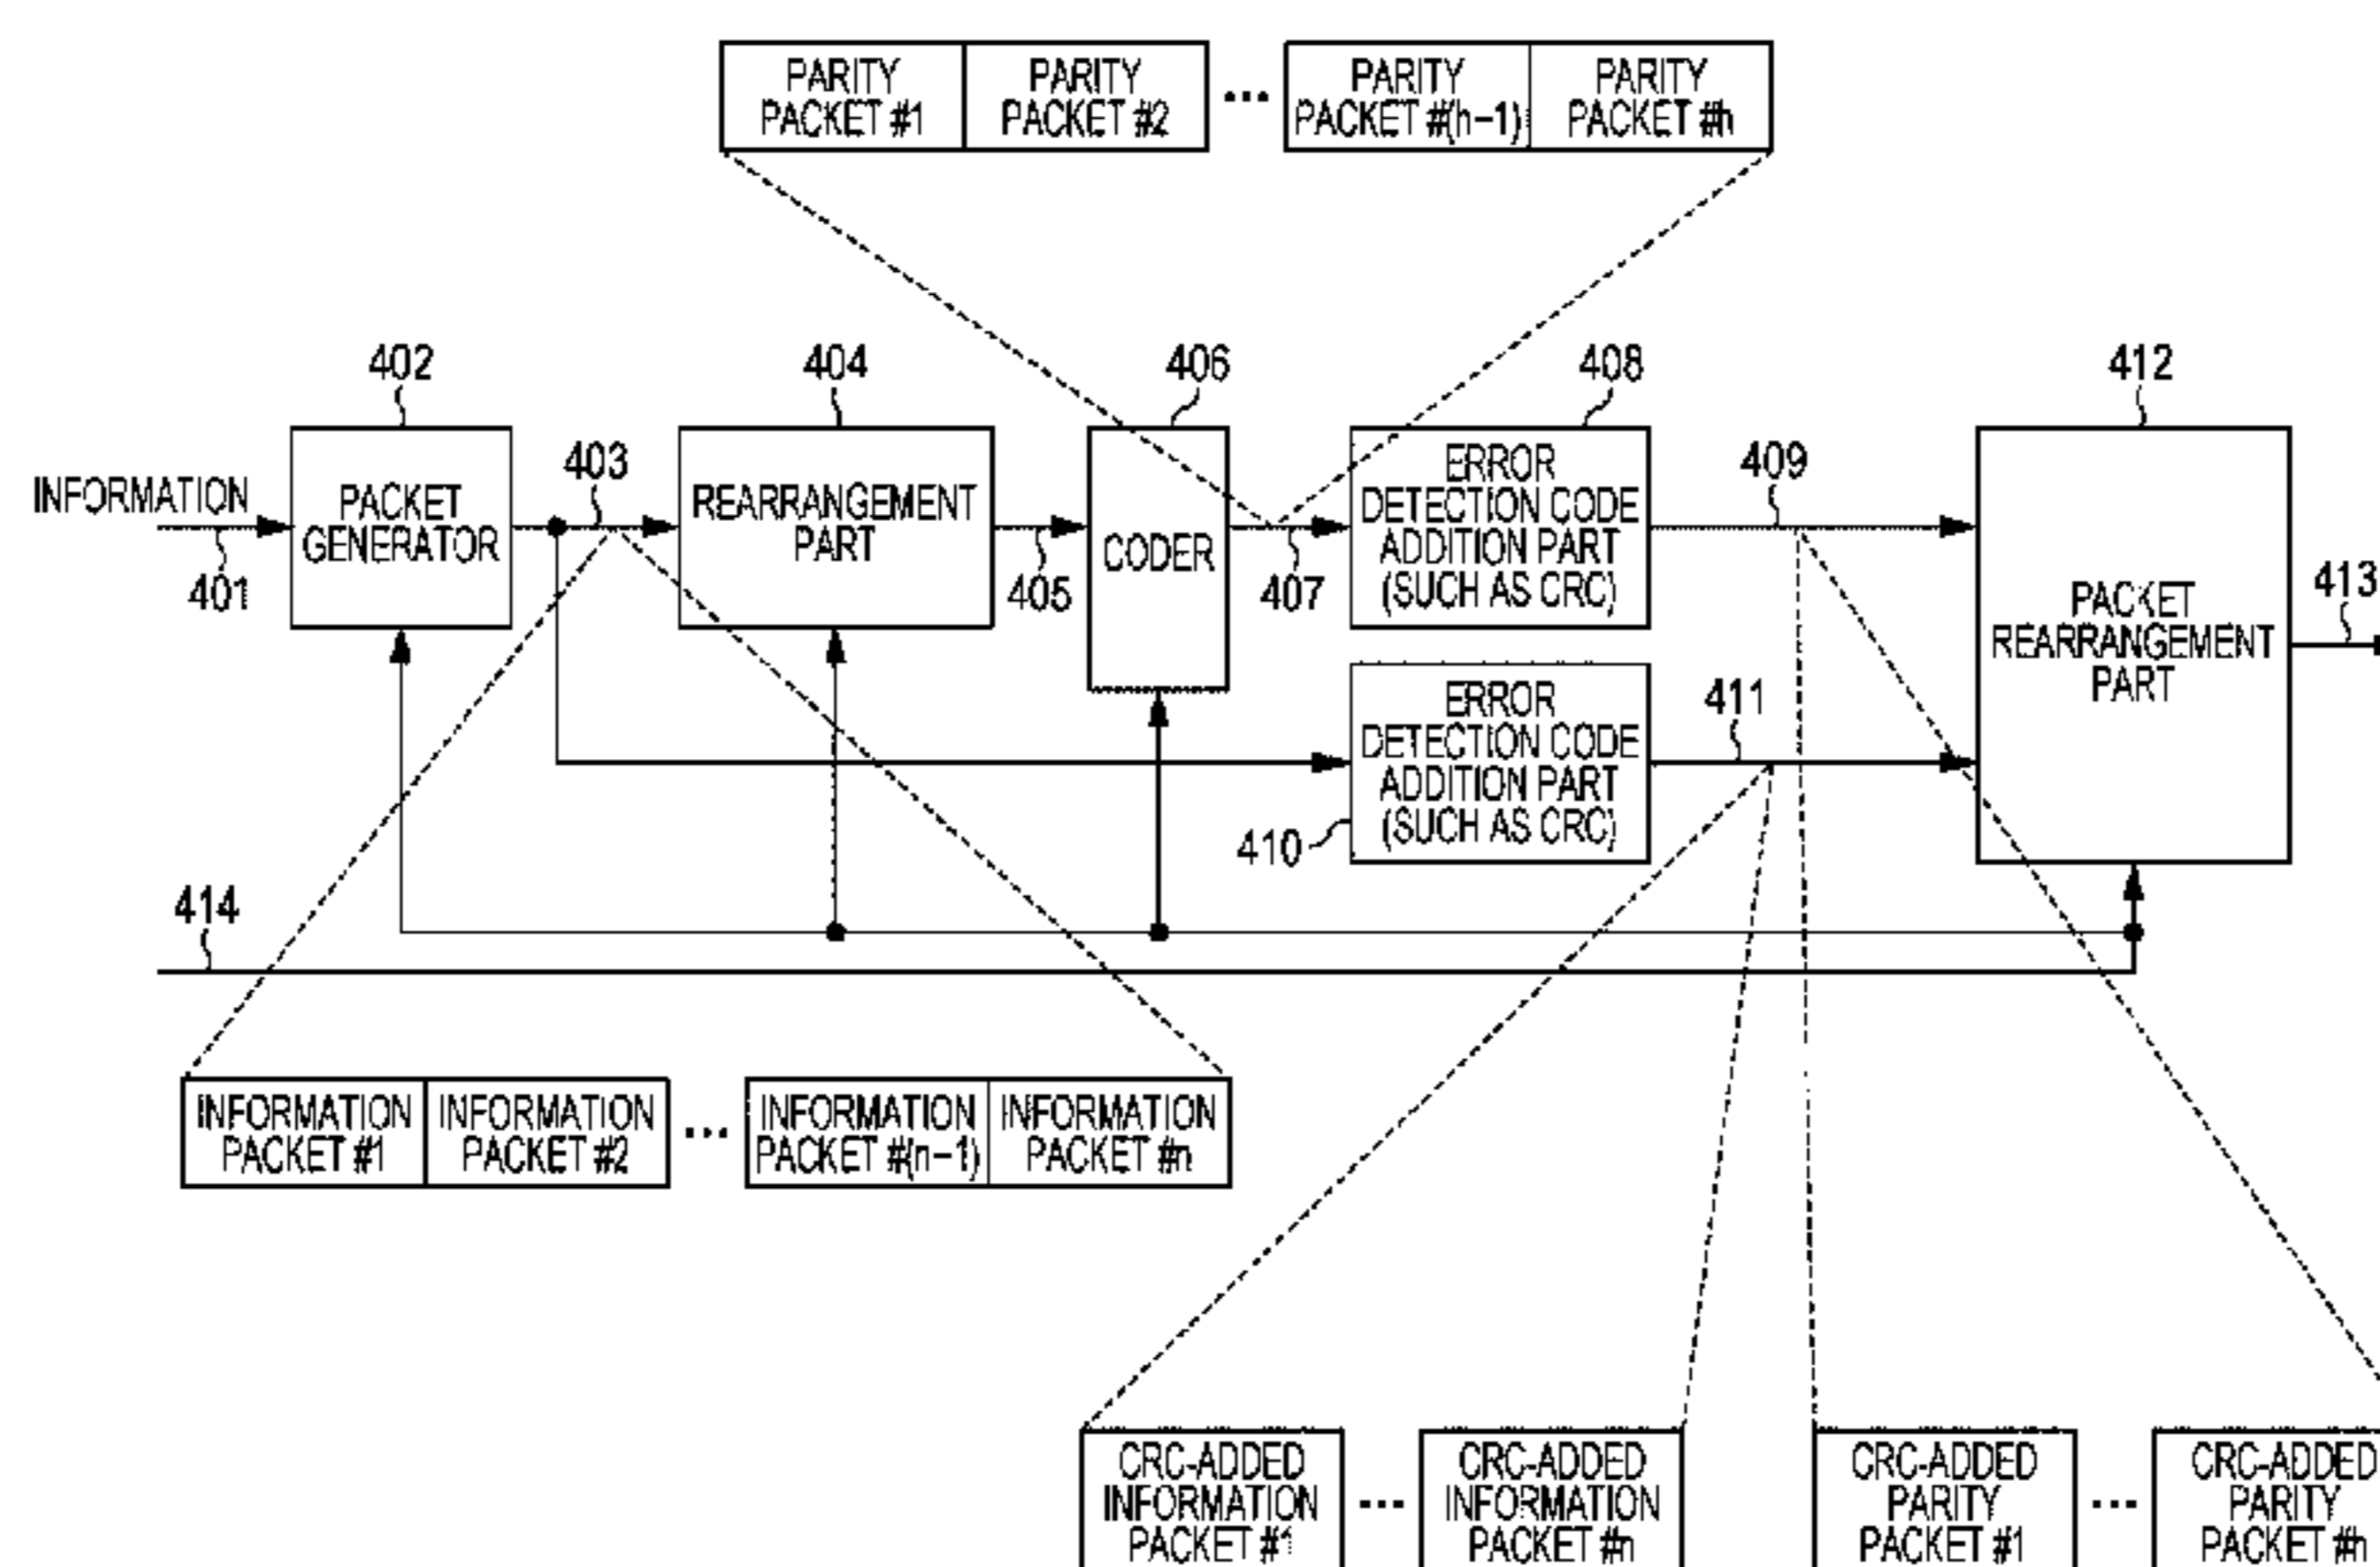 PARITY
PACKET #1
PARITY
PACKET #2
...
PARITY
PACKET #(h-1)
PARITY
PACKET #h
402
404
406
408
412
INFORMATION
401
PACKET
GENERATOR
403
REARRANGEMENT
PART
405
CODER
407
ERROR
DETECTION CODE
ADDITION PART
(SUCH AS CRC)
409
PACKET
REARRANGEMENT
PART
413
ERROR
DETECTION CODE
ADDITION PART
(SUCH AS CRC)
410
411
414
INFORMATION
PACKET #1
INFORMATION
PACKET #2
...
INFORMATION
PACKET #(n-1)
INFORMATION
PACKET #n
CRC-ADDED
INFORMATION
PACKET #1
...
CRC-ADDED
INFORMATION
PACKET #n
CRC-ADDED
PARITY
PACKET #1
...
CRC-ADDED
PARITY
PACKET #h